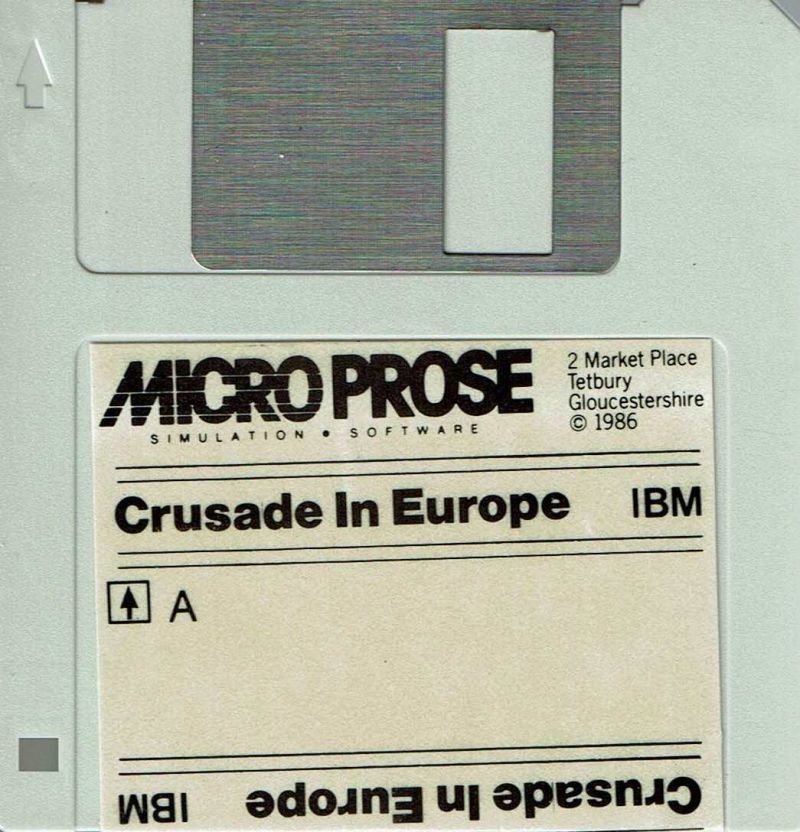 MICRO PROSE
SIMULATION • SOFTWARE
2 Market Place
Tetbury
Gloucestershire
© 1986
Crusade In Europe IBM
A
Crusade In Europe IBM